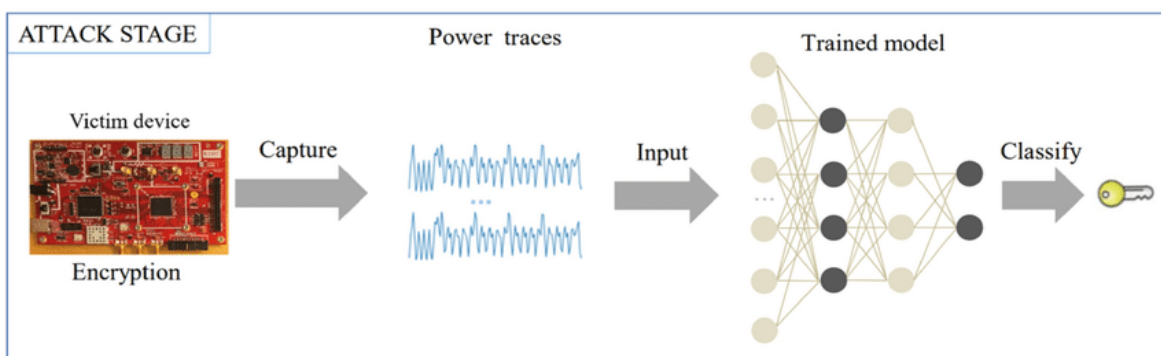 ATTACK STAGE
Power traces
Trained model
Victim device
Capture
Input
Classify
Encryption